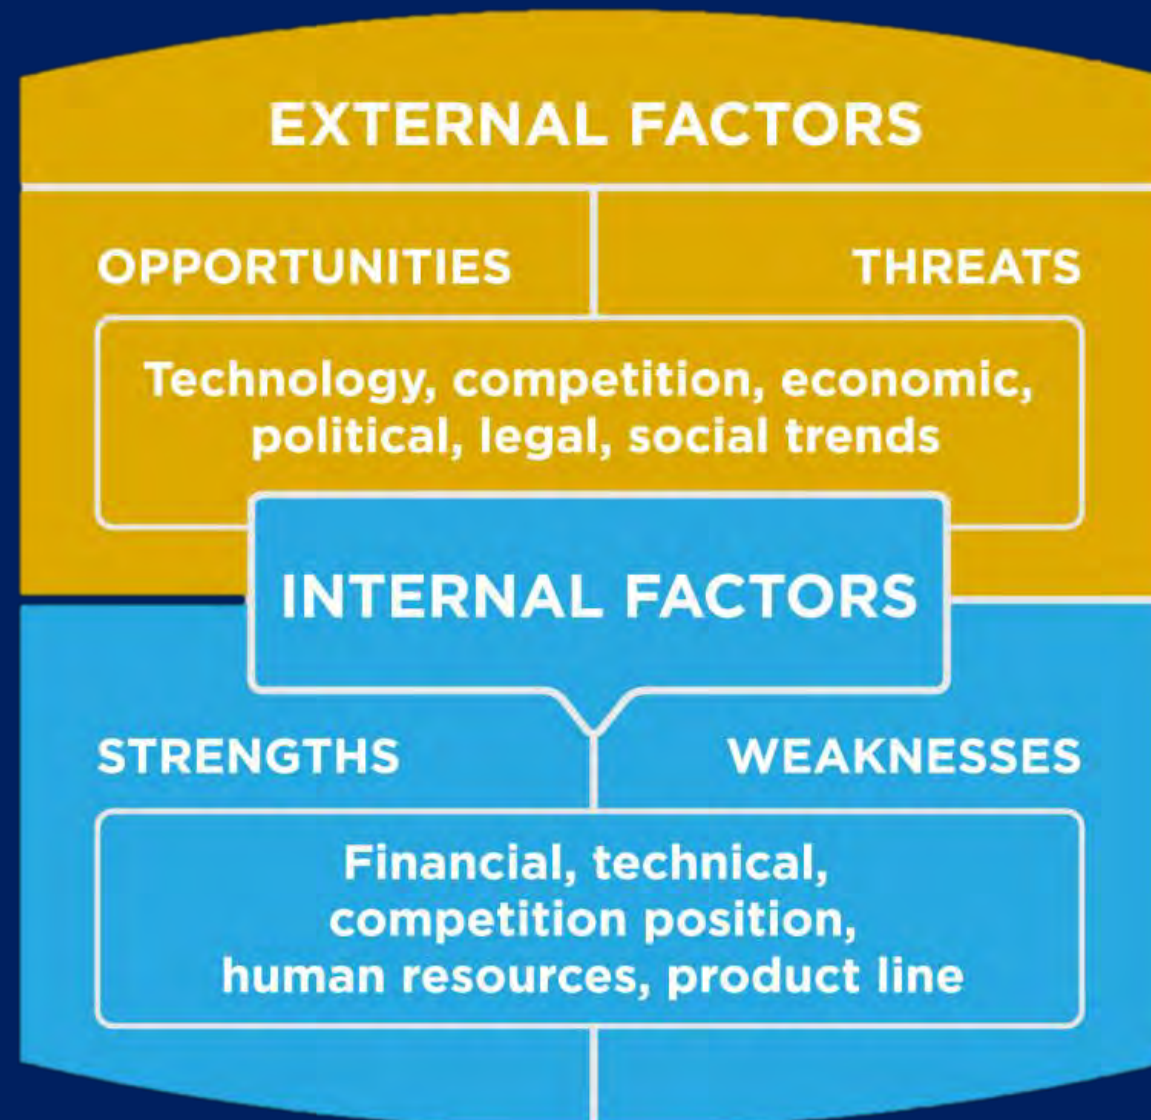 EXTERNAL FACTORS
OPPORTUNITIES
THREATS
Technology, competition, economic,
political, legal, social trends
INTERNAL FACTORS
STRENGTHS
WEAKNESSES
Financial, technical,
competition position,
human resources, product line